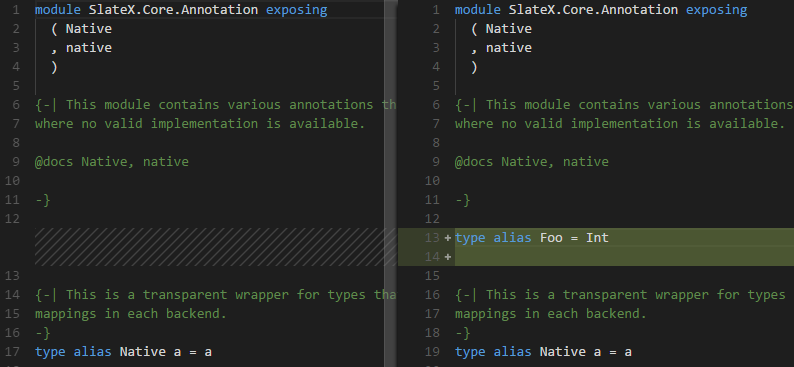 1 module SlateX.Core.Annotation exposing
2 ( Native
3 , native
4 )
5
6 {-| This module contains various annotations th
7 where no valid implementation is available.
8
9 @docs Native, native
10
11 -}
12
13
14 {-| This is a transparent wrapper for types tha
15 mappings in each backend.
16 -}
17 type alias Native a = a
1 module SlateX.Core.Annotation exposing
2 ( Native
3 , native
4 )
5
6 {-| This module contains various annotations
7 where no valid implementation is available.
8
9 @docs Native, native
10
11 -}
12
13 + type alias Foo = Int
14 +
15
16 {-| This is a transparent wrapper for types
17 mappings in each backend.
18 -}
19 type alias Native a = a